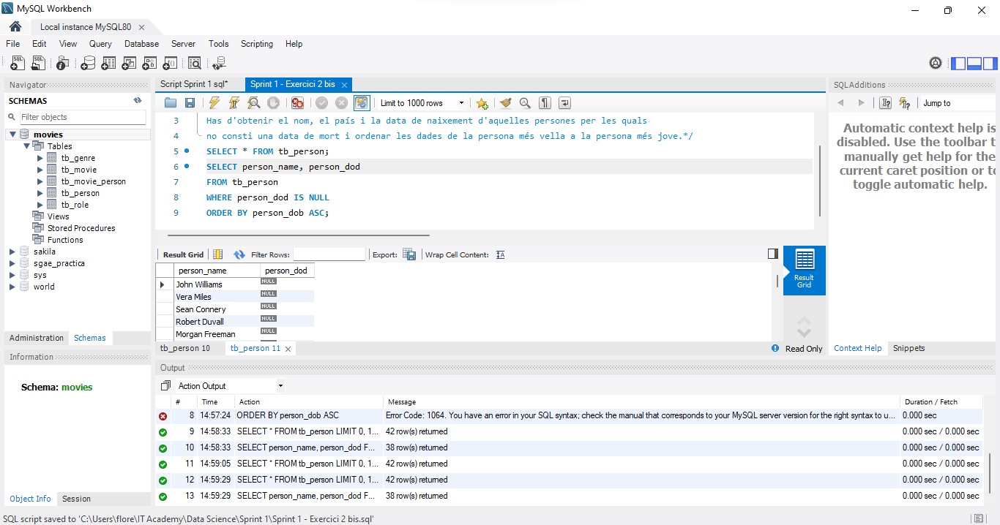 MySQL Workbench
Local instance MySQL80
File Edit View Query Database Server Tools Scripting Help
Navigator
SCHEMAS
Filter objects
movies
Tables
tb_genre
tb_movie
tb_movie_person
tb_person
tb_role
Views
Stored Procedures
Functions
sakila
sgae_practica
sys
world
Administration Schemas
Information
Schema: movies
Object Info Session
Script Sprint 1 sql* Sprint 1 - Exercici 2 bis
Limit to 1000 rows
3 Has d'obtenir el nom, el país i la data de naixement d'aquelles persones per les quals
4 no consti una data de mort i ordenar les dades de la persona més vella a la persona més jove.*/
5 SELECT * FROM tb_person;
6 SELECT person_name, person_dod
7 FROM tb_person
8 WHERE person_dod IS NULL
9 ORDER BY person_dob ASC;
Result Grid Filter Rows: Export: Wrap Cell Content:
person_name person_dod
John Williams NULL
Vera Miles NULL
Sean Connery NULL
Robert Duvall NULL
Morgan Freeman NULL
Result
Grid
tb_person 10 tb_person 11 Read Only
Output
Action Output
# Time Action Message Duration / Fetch
8 14:57:24 ORDER BY person_dob ASC Error Code: 1064. You have an error in your SQL syntax; check the manual that corresponds to your MySQL server version for the right syntax to u... 0.000 sec
9 14:58:33 SELECT * FROM tb_person LIMIT 0, 1... 42 row(s) returned 0.000 sec / 0.000 sec
10 14:58:33 SELECT person_name, person_dod F... 38 row(s) returned 0.000 sec / 0.000 sec
11 14:59:05 SELECT * FROM tb_person LIMIT 0, 1... 42 row(s) returned 0.000 sec / 0.000 sec
12 14:59:29 SELECT * FROM tb_person LIMIT 0, 1... 42 row(s) returned 0.000 sec / 0.000 sec
13 14:59:29 SELECT person_name, person_dod F... 38 row(s) returned 0.000 sec / 0.000 sec
SQLAdditions
Jump to
Automatic context help is
disabled. Use the toolbar t
manually get help for the
current caret position or to
toggle automatic help.
Context Help Snippets
SQL script saved to 'C:\Users\flore\IT Academy\Data Science\Sprint 1\Sprint 1 - Exercici 2 bis.sql'